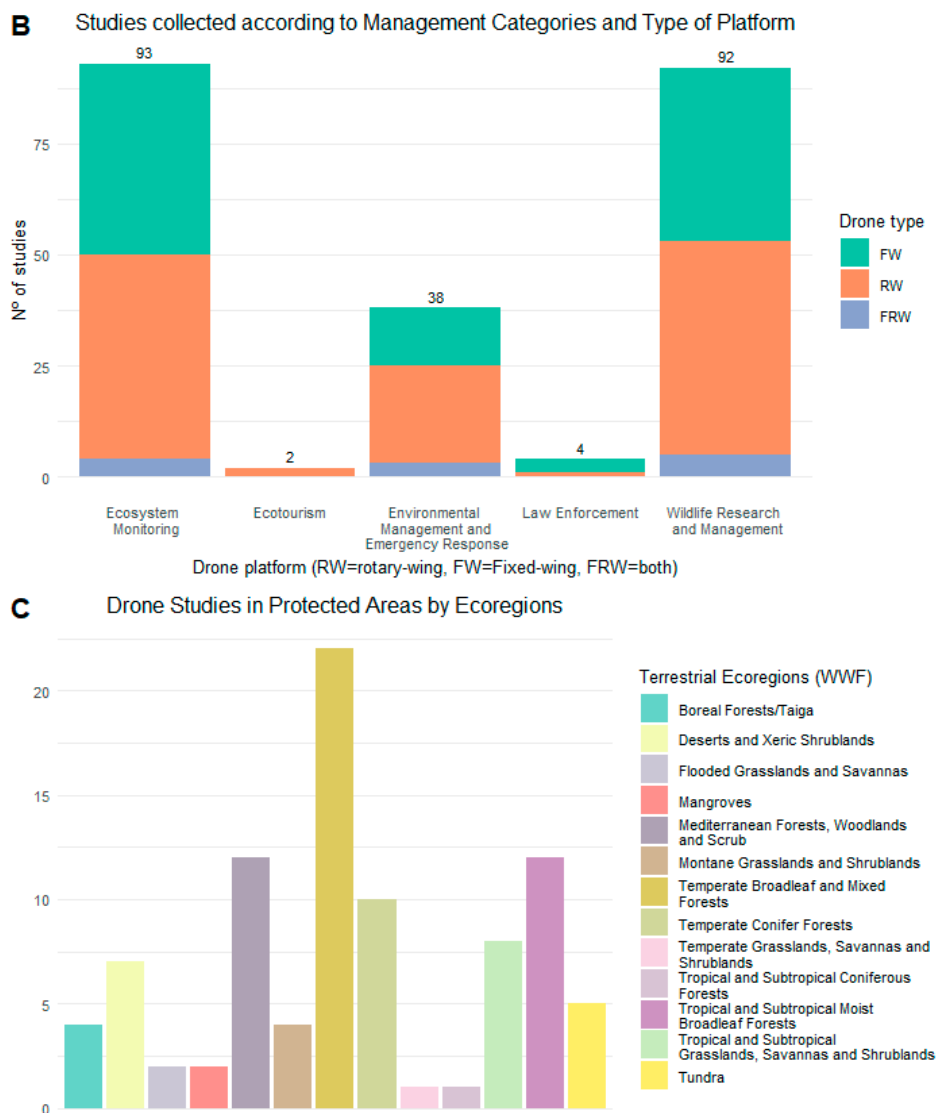 B Studies collected according to Management Categories and Type of Platform
93
92
75
Nº of studies
50
38
25
2
4
0
Drone type
FW
RW
FRW
Ecosystem
Monitoring
Ecotourism
Environmental
Management and
Emergency Response
Law Enforcement
Wildlife Research
and Management
Drone platform (RW=rotary-wing, FW=Fixed-wing, FRW=both)
C Drone Studies in Protected Areas by Ecoregions
20
15
10
5
0
Terrestrial Ecoregions (WWF)
Boreal Forests/Taiga
Deserts and Xeric Shrublands
Flooded Grasslands and Savannas
Mangroves
Mediterranean Forests, Woodlands
and Scrub
Montane Grasslands and Shrublands
Temperate Broadleaf and Mixed
Forests
Temperate Conifer Forests
Temperate Grasslands, Savannas and
Shrublands
Tropical and Subtropical Coniferous
Forests
Tropical and Subtropical Moist
Broadleaf Forests
Tropical and Subtropical
Grasslands, Savannas and Shrublands
Tundra